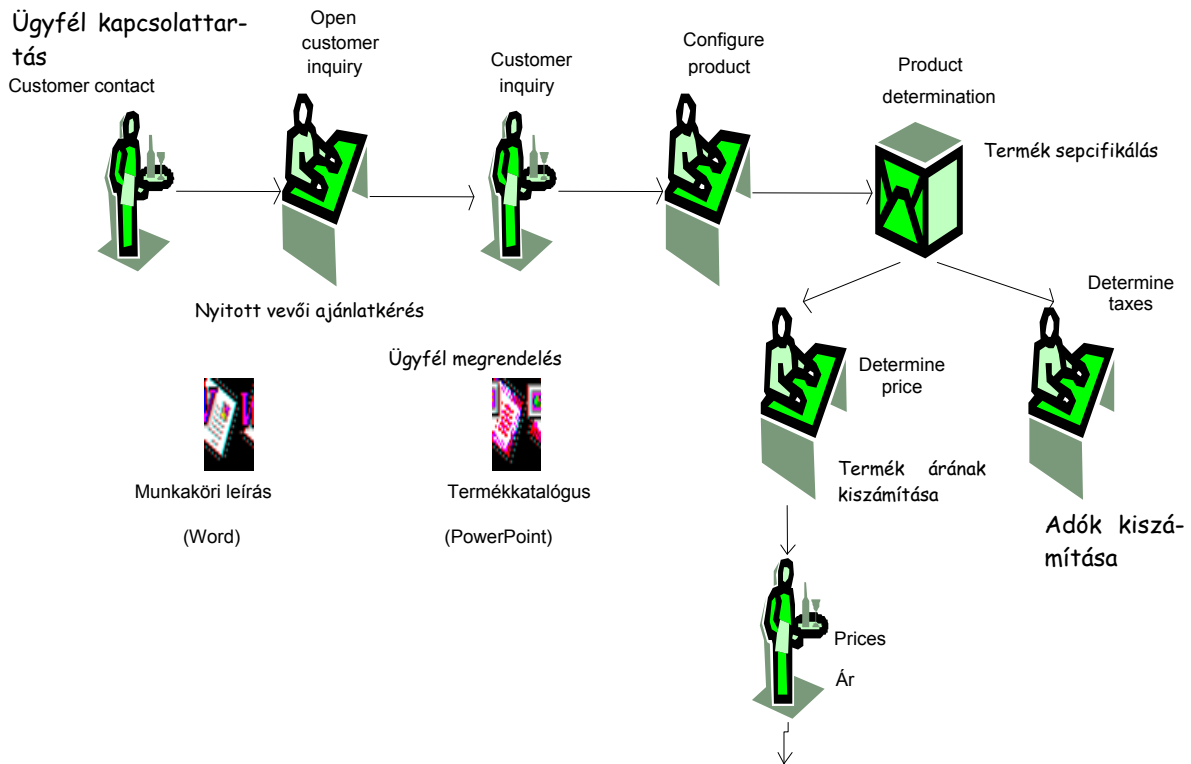 Ügyfél kapcsolattar-
tás
Customer contact
Open
customer
inquiry
Customer
inquiry
Configure
product
Product
determination
Termék sepcifikálás
Nyitott vevői ajánlatkérés
Ügyfél megrendelés
Munkaköri leírás
(Word)
Termékkatalógus
(PowerPoint)
Determine
price
Termék árának
kiszámítása
Determine
taxes
Adók kiszá-
mítása
Prices
Ár